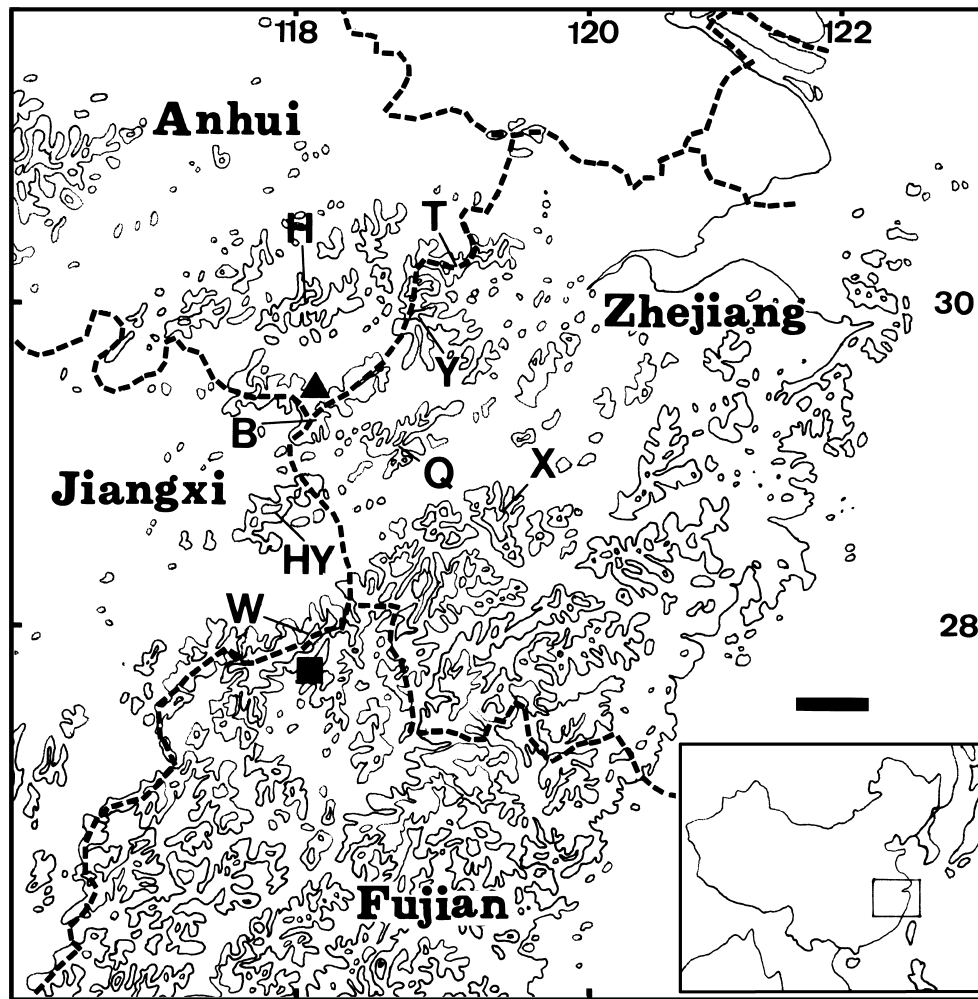 118 120 122
Anhui
H T
Zhejiang 30
Y
B
Q X
Jiangxi
HY
W 28
Fujian